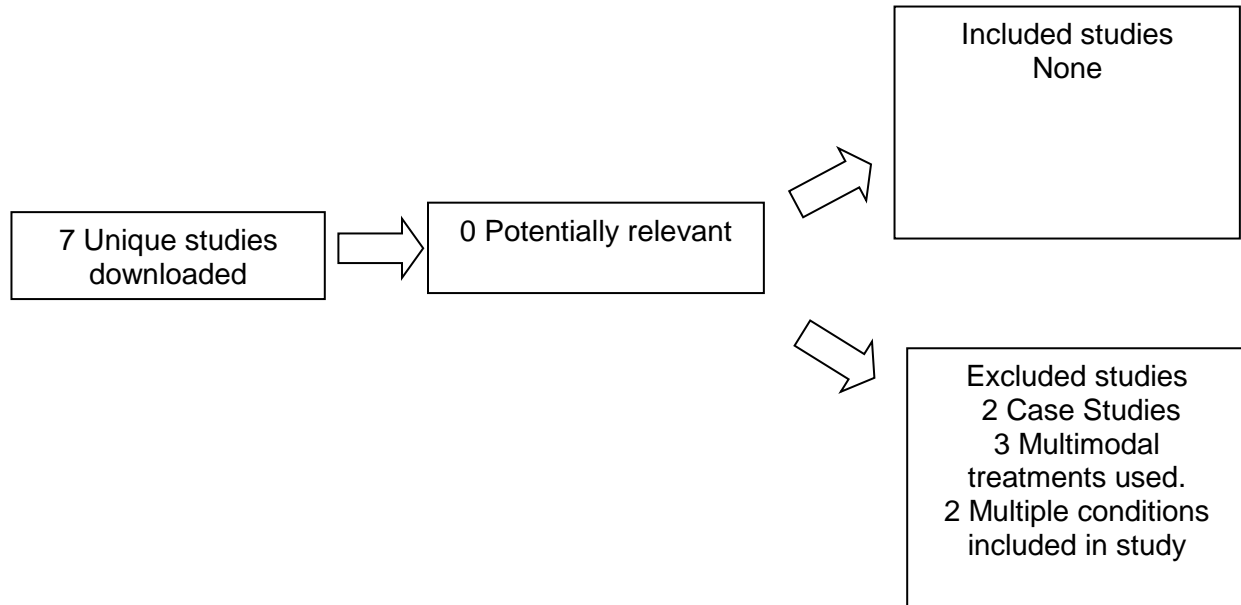 7 Unique studies
downloaded
0 Potentially relevant
Included studies
None
Excluded studies
2 Case Studies
3 Multimodal
treatments used.
2 Multiple conditions
included in study